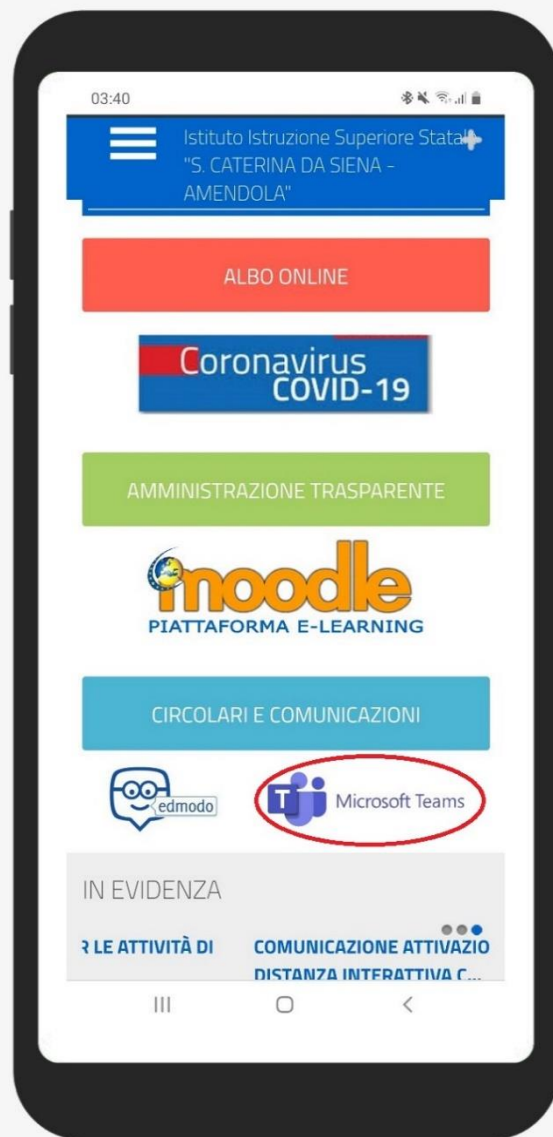 03:40
Istituto Istruzione Superiore Statale
"S. CATERINA DA SIENA -
AMENDOLA"
ALBO ONLINE
Coronavirus
COVID-19
AMMINISTRAZIONE TRASPARENTE
moodle
PIATTAFORMA E-LEARNING
CIRCOLARI E COMUNICAZIONI
edmodo
T Microsoft Teams
IN EVIDENZA
R LE ATTIVITÀ DI
COMUNICAZIONE ATTIVAZIO
DISTANZA INTERATTIVA C...